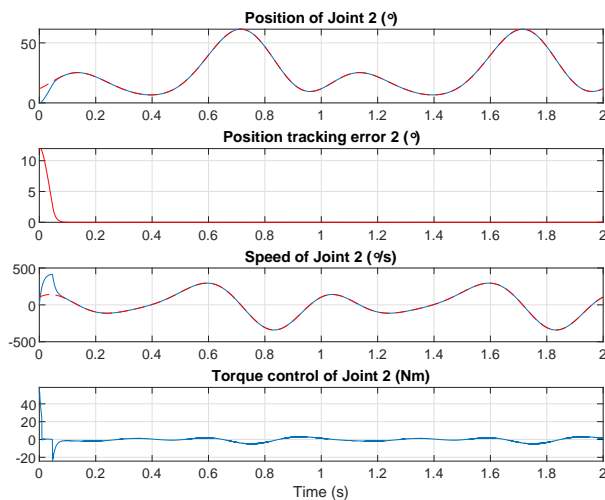 Position of Joint 2 (°)
50
0
0 0.2 0.4 0.6 0.8 1 1.2 1.4 1.6 1.8 2
Position tracking error 2 (°)
10
5
0
0 0.2 0.4 0.6 0.8 1 1.2 1.4 1.6 1.8 2
Speed of Joint 2 (°/s)
500
0
-500
0 0.2 0.4 0.6 0.8 1 1.2 1.4 1.6 1.8 2
Torque control of Joint 2 (Nm)
40
20
0
-20
0 0.2 0.4 0.6 0.8 1 1.2 1.4 1.6 1.8 2
Time (s)